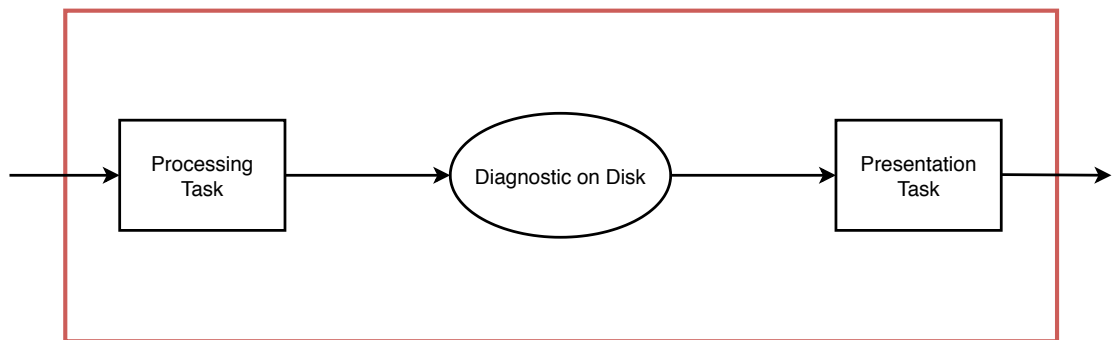 Processing
Task
Diagnostic on Disk
Presentation
Task